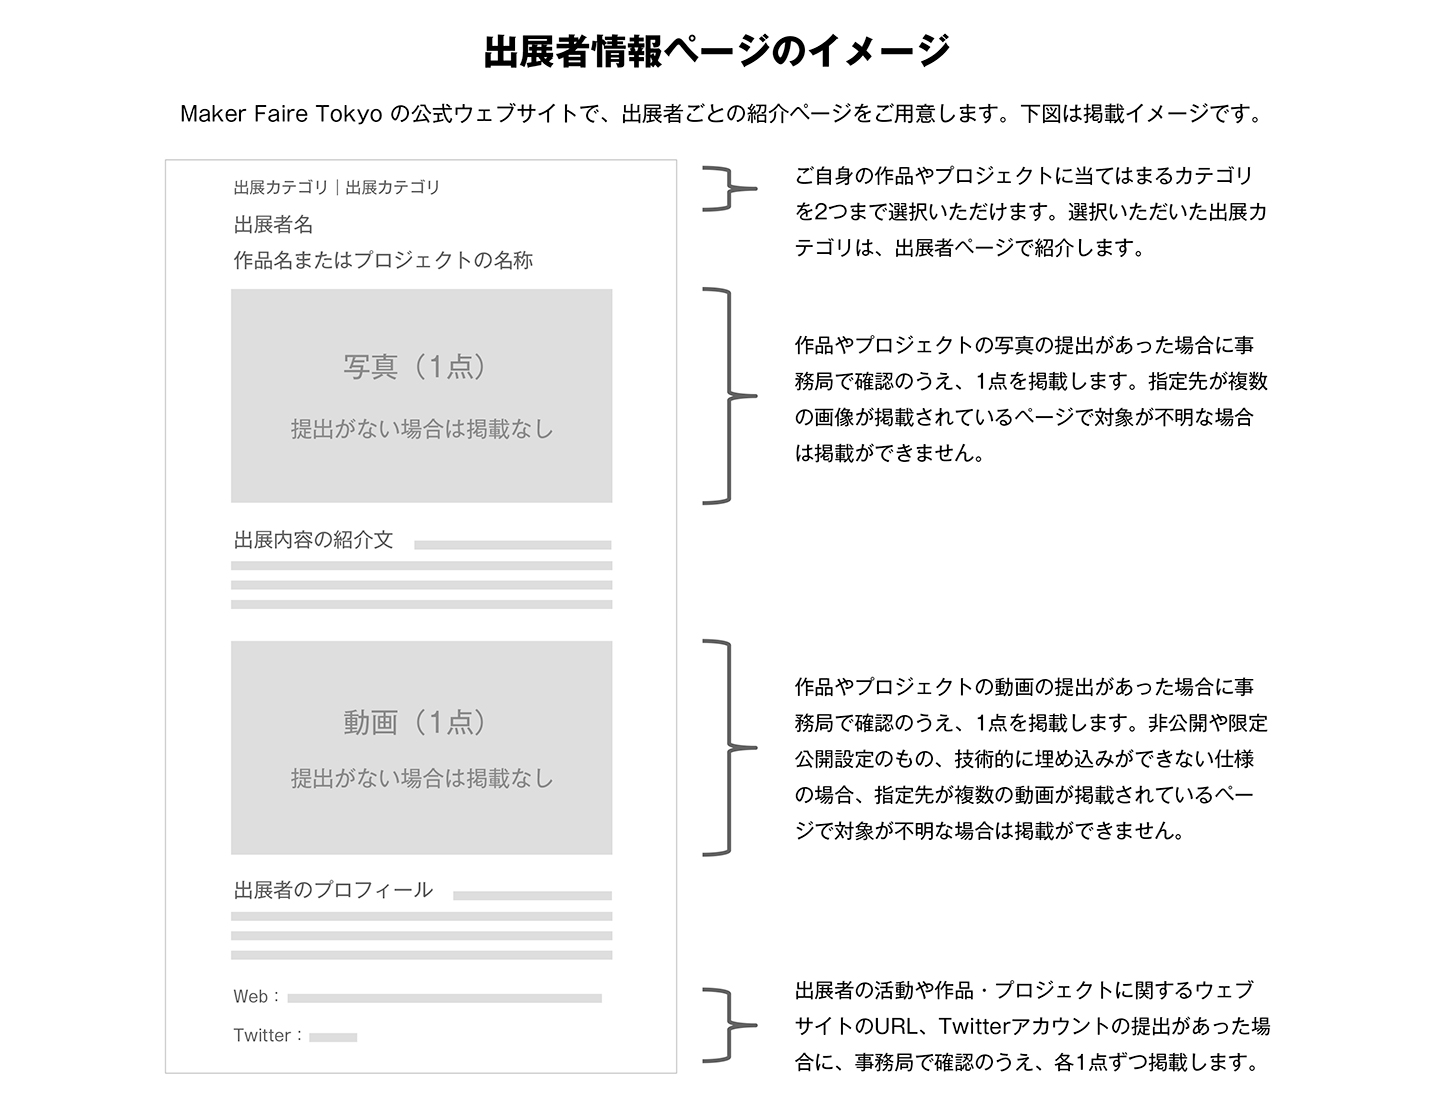 出展者情報ページのイメージ
Maker Faire Tokyo の公式ウェブサイトで、出展者ごとの紹介ページをご用意します。下図は掲載イメージです。
出展カテゴリ｜出展カテゴリ
出展者名
作品名またはプロジェクトの名称
ご自身の作品やプロジェクトに当てはまるカテゴリ
を2つまで選択いただけます。選択いただいた出展カ
テゴリは、出展者ページで紹介します。
写真（1点）
提出がない場合は掲載なし
作品やプロジェクトの写真の提出があった場合に事
務局で確認のうえ、1点を掲載します。指定先が複数
の画像が掲載されているページで対象が不明な場合
は掲載ができません。
出展内容の紹介文
動画（1点）
提出がない場合は掲載なし
作品やプロジェクトの動画の提出があった場合に事
務局で確認のうえ、1点を掲載します。非公開や限定
公開設定のもの、技術的に埋め込みができない仕様
の場合、指定先が複数の動画が掲載されているペー
ジで対象が不明な場合は掲載ができません。
出展者のプロフィール
Web：
Twitter：
出展者の活動や作品・プロジェクトに関するウェブ
サイトのURL、Twitterアカウントの提出があった場
合に、事務局で確認のうえ、各1点ずつ掲載します。